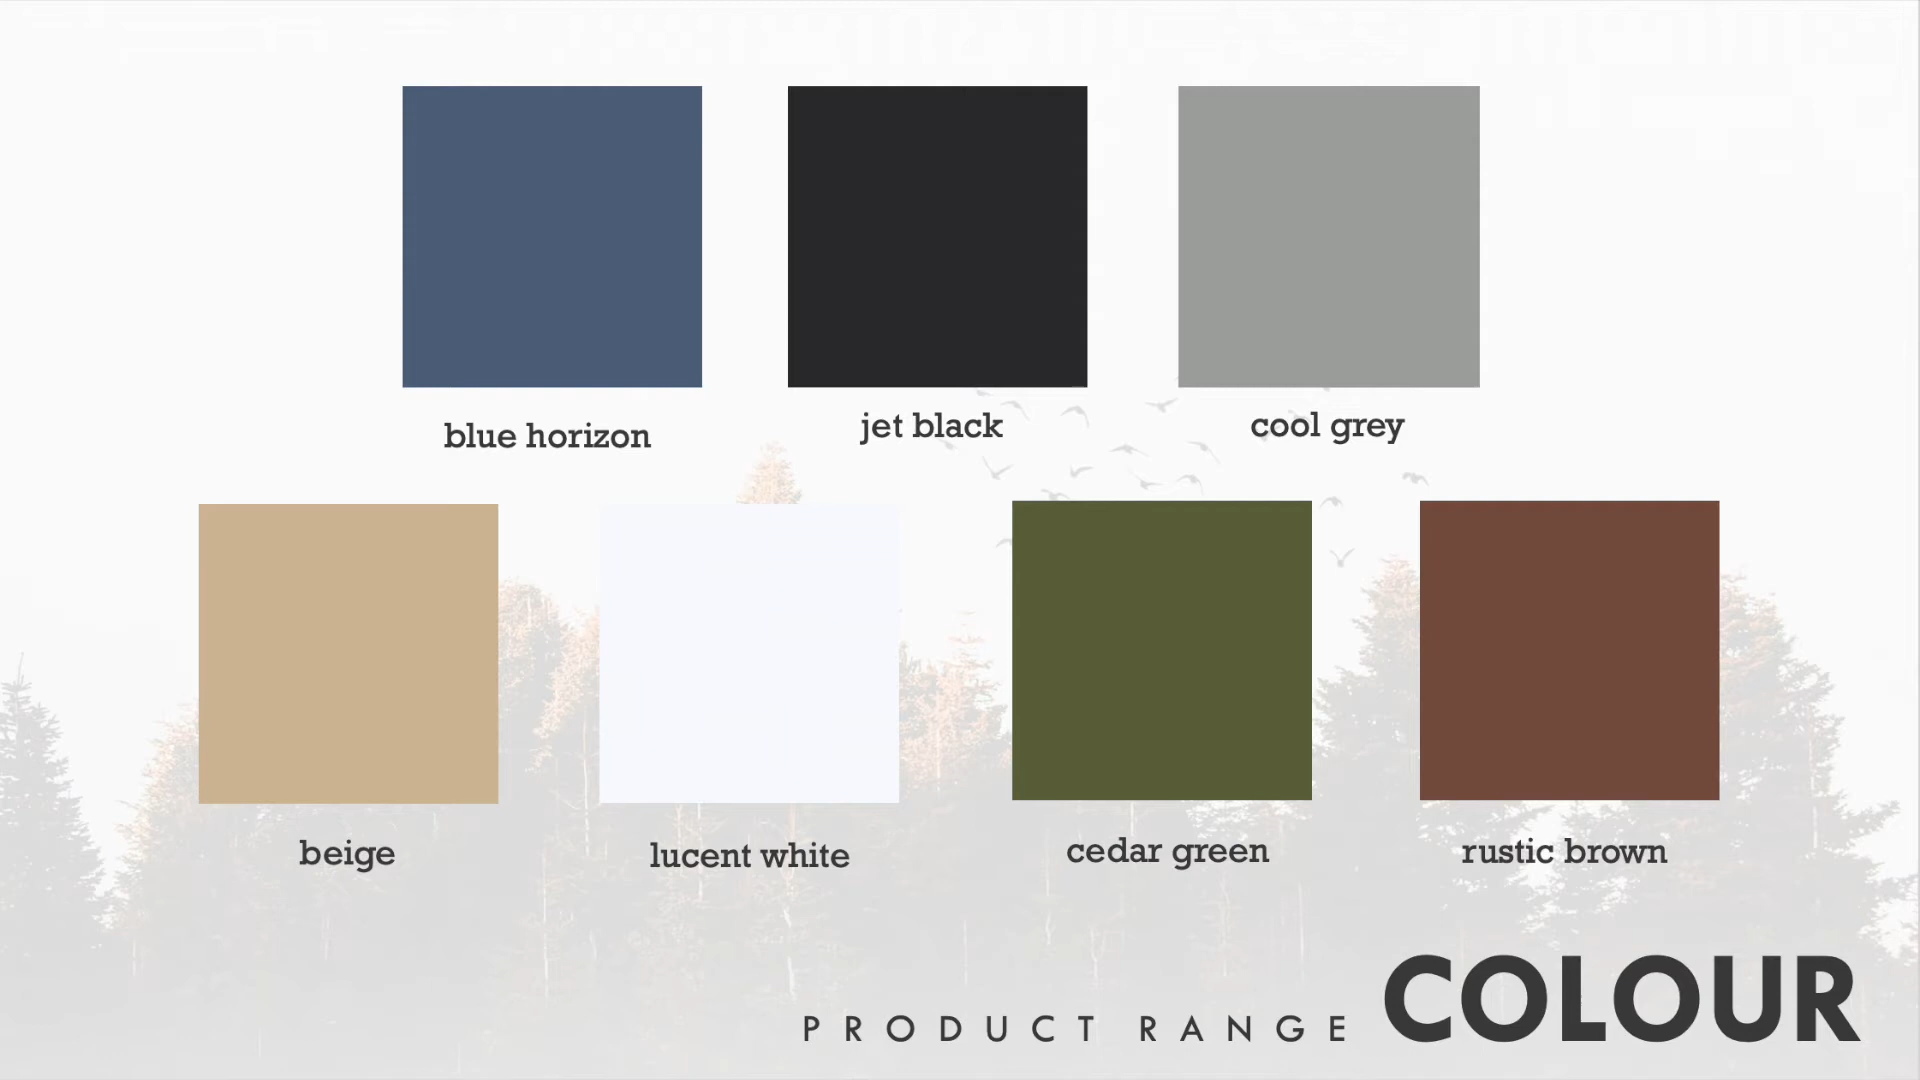 blue horizon
jet black
cool grey
beige
lucent white
cedar green
rustic brown
PRODUCT RANGE COLOUR